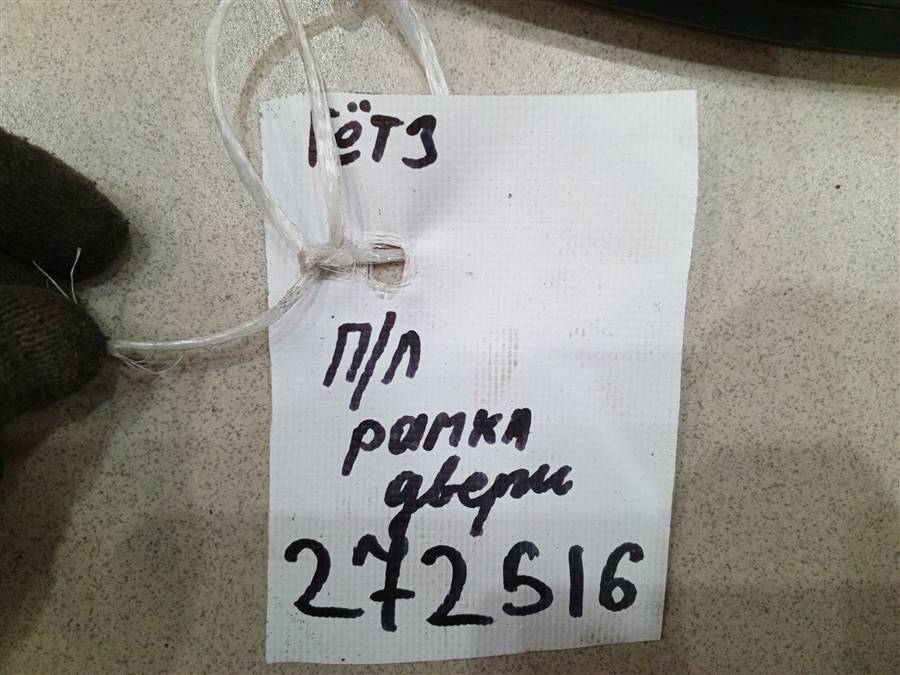 Гётз
П/Л
рамка
двери
272516